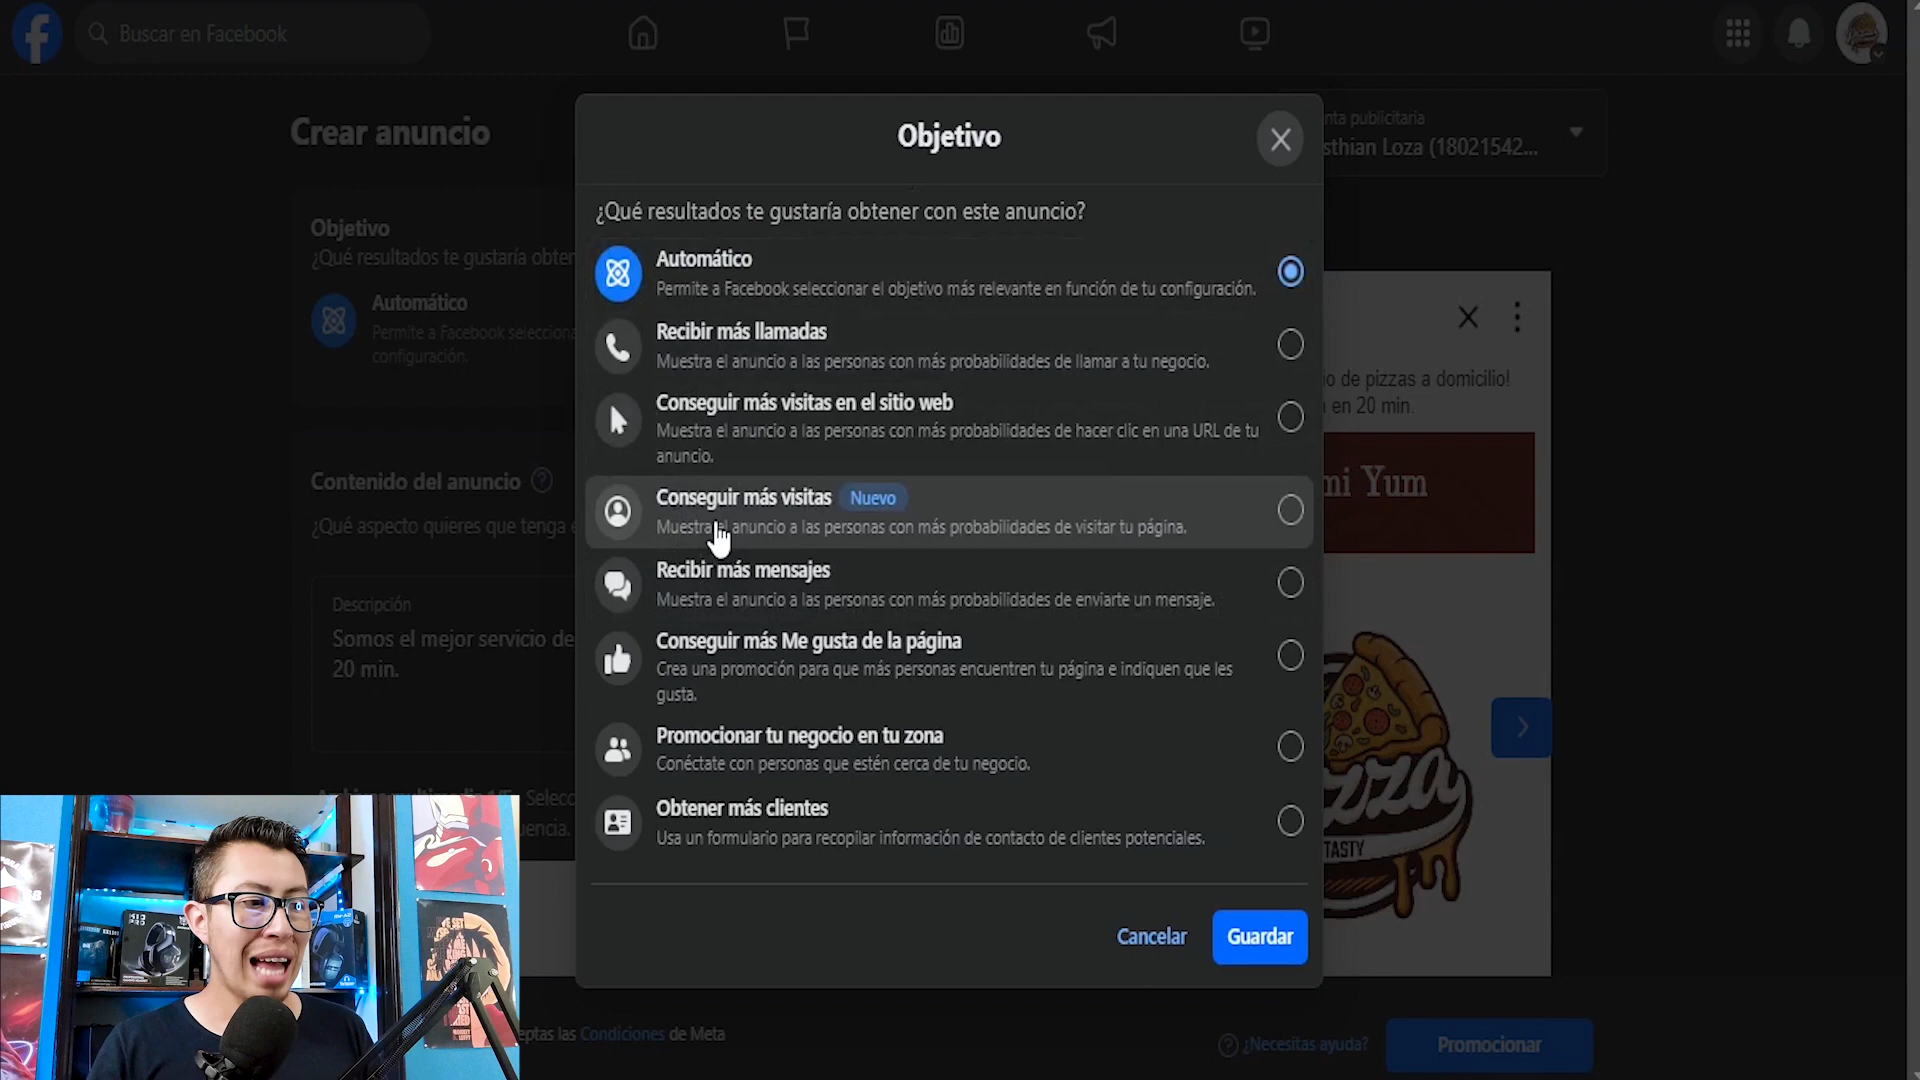 Buscar en Facebook
Crear anuncio
nta publicitaria
sthian Loza (18021542...
Objetivo
¿Qué resultados te gustaría obtener con este anuncio?
Automático
Permite a Facebook seleccionar el objetivo más relevante en función de tu configuración.
Recibir más llamadas
Muestra el anuncio a las personas con más probabilidades de llamar a tu negocio.
Conseguir más visitas en el sitio web
Muestra el anuncio a las personas con más probabilidades de hacer clic en una URL de tu
anuncio.
Conseguir más visitas Nuevo
Muestra el anuncio a las personas con más probabilidades de visitar tu página.
Recibir más mensajes
Muestra el anuncio a las personas con más probabilidades de enviarte un mensaje.
Conseguir más Me gusta de la página
Crea una promoción para que más personas encuentren tu página e indiquen que les
gusta.
Promocionar tu negocio en tu zona
Conéctate con personas que estén cerca de tu negocio.
Obtener más clientes
Usa un formulario para recopilar información de contacto de clientes potenciales.
Cancelar
Guardar
Objetivo
¿Qué resultados te gustaría obten
Automático
Permite a Facebook selecciona
configuración.
Contenido del anuncio
¿Qué aspecto quieres que tenga e
Descripción
Somos el mejor servicio de
20 min.
Selecc
uencia.
io de pizzas a domicilio!
en 20 min.
mi Yum
izza
TASTY
eptas las Condiciones de Meta
¿Necesitas ayuda?
Promocionar